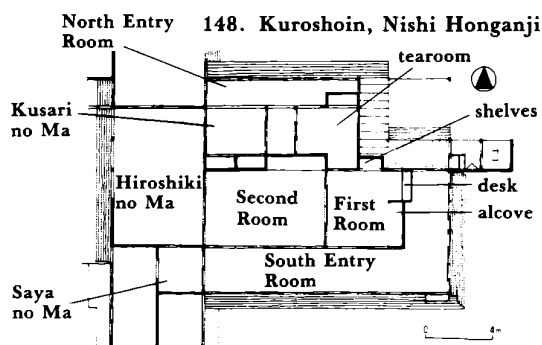 148. Kuroshoin, Nishi Honganji
North Entry
Room
tearoom
Kusari
no Ma
shelves
Hiroshiki
no Ma
Second
Room
First
Room
desk
alcove
South Entry
Room
Saya
no Ma
0 4m